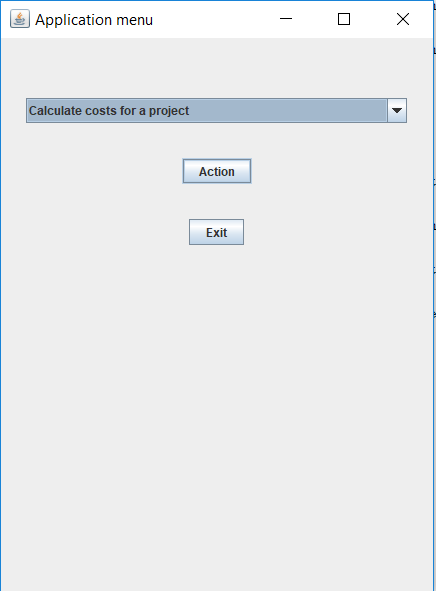 Application menu
Calculate costs for a project
Action
Exit